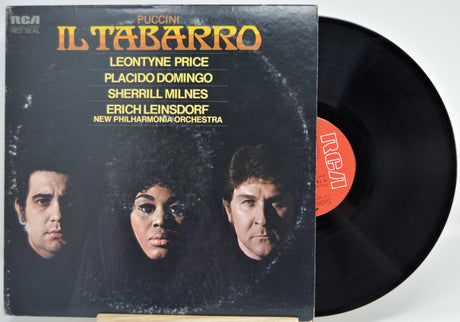 RCA
RED SEAL
PUCCINI
IL TABARRO
LEONTYNE PRICE
PLACIDO DOMINGO
SHERRILL MILNES
ERICH LEINSDORF
NEW PHILHARMONIA ORCHESTRA
RCA